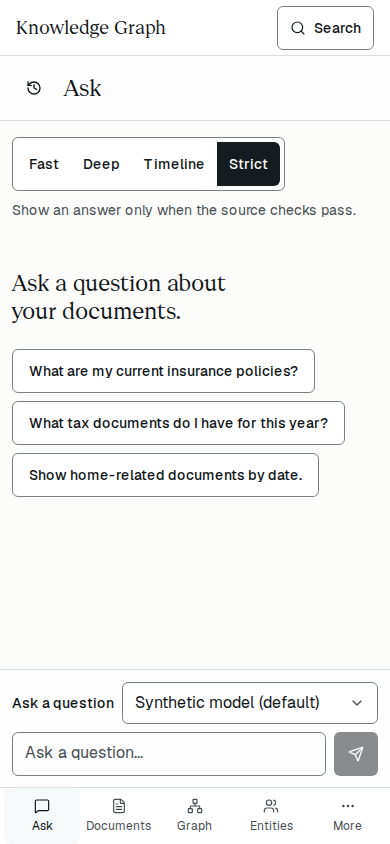 Knowledge Graph
Search
Ask
Fast Deep Timeline Strict
Show an answer only when the source checks pass.
Ask a question about
your documents.
What are my current insurance policies?
What tax documents do I have for this year?
Show home-related documents by date.
Ask a question
Synthetic model (default)
Ask a question...
Ask Documents Graph Entities More